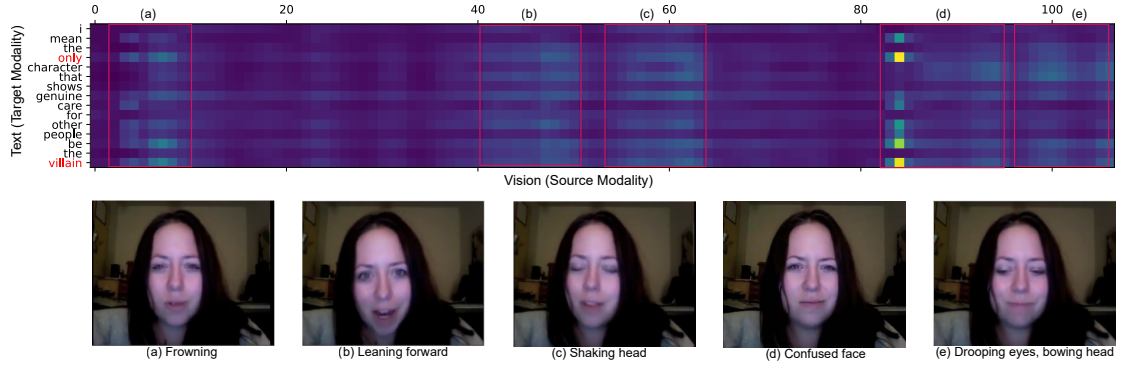 0 20 40 60 80 100
(a) (b) (c) (d) (e)
Text (Target Modality)
i
mean
the
only
character
that
shows
genuine
care
for
other
people
be
the
villain
Vision (Source Modality)
(a) Frowning (b) Leaning forward (c) Shaking head (d) Confused face (e) Drooping eyes, bowing head